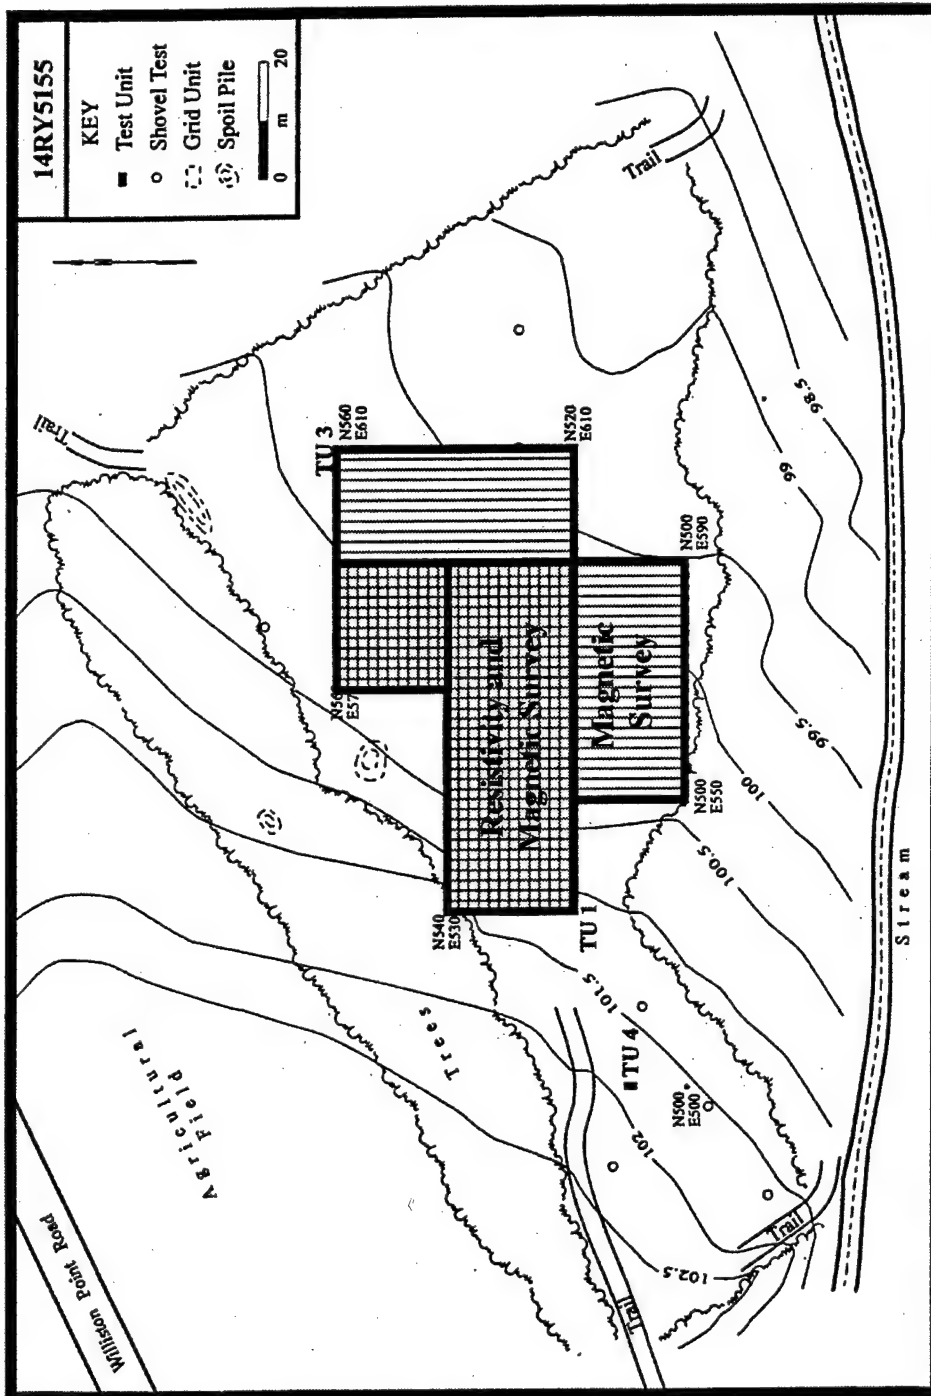 14RY5155
KEY
Test Unit
Shovel Test
Grid Unit
Spoil Pile
0 m 20
Williston Point Road
Agricultural
Field
Trees
Trail
Trail
TU 3
N560
E610
N560
N540
E530
Resistivity and
Magnetic Survey
N520
E610
TU 1
Magnetic
Survey
N500
E590
N500
E550
TU 4
N500
E500
Trail
Trail
102.5
102
101.5
100.5
100
99.5
99
98.5
Stream